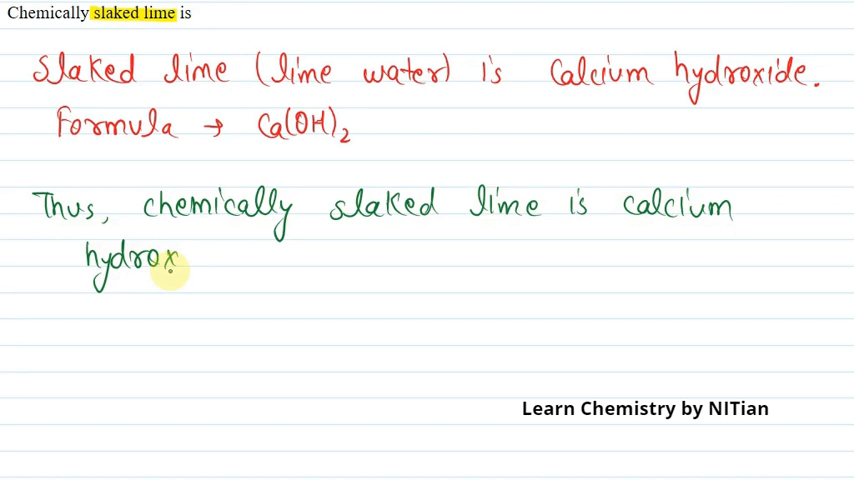 Chemically slaked lime is
Slaked lime (lime water) is Calcium hydroxide.
Formula → Ca(OH)₂
Thus, chemically slaked lime is calcium
hydrox
Learn Chemistry by NITian